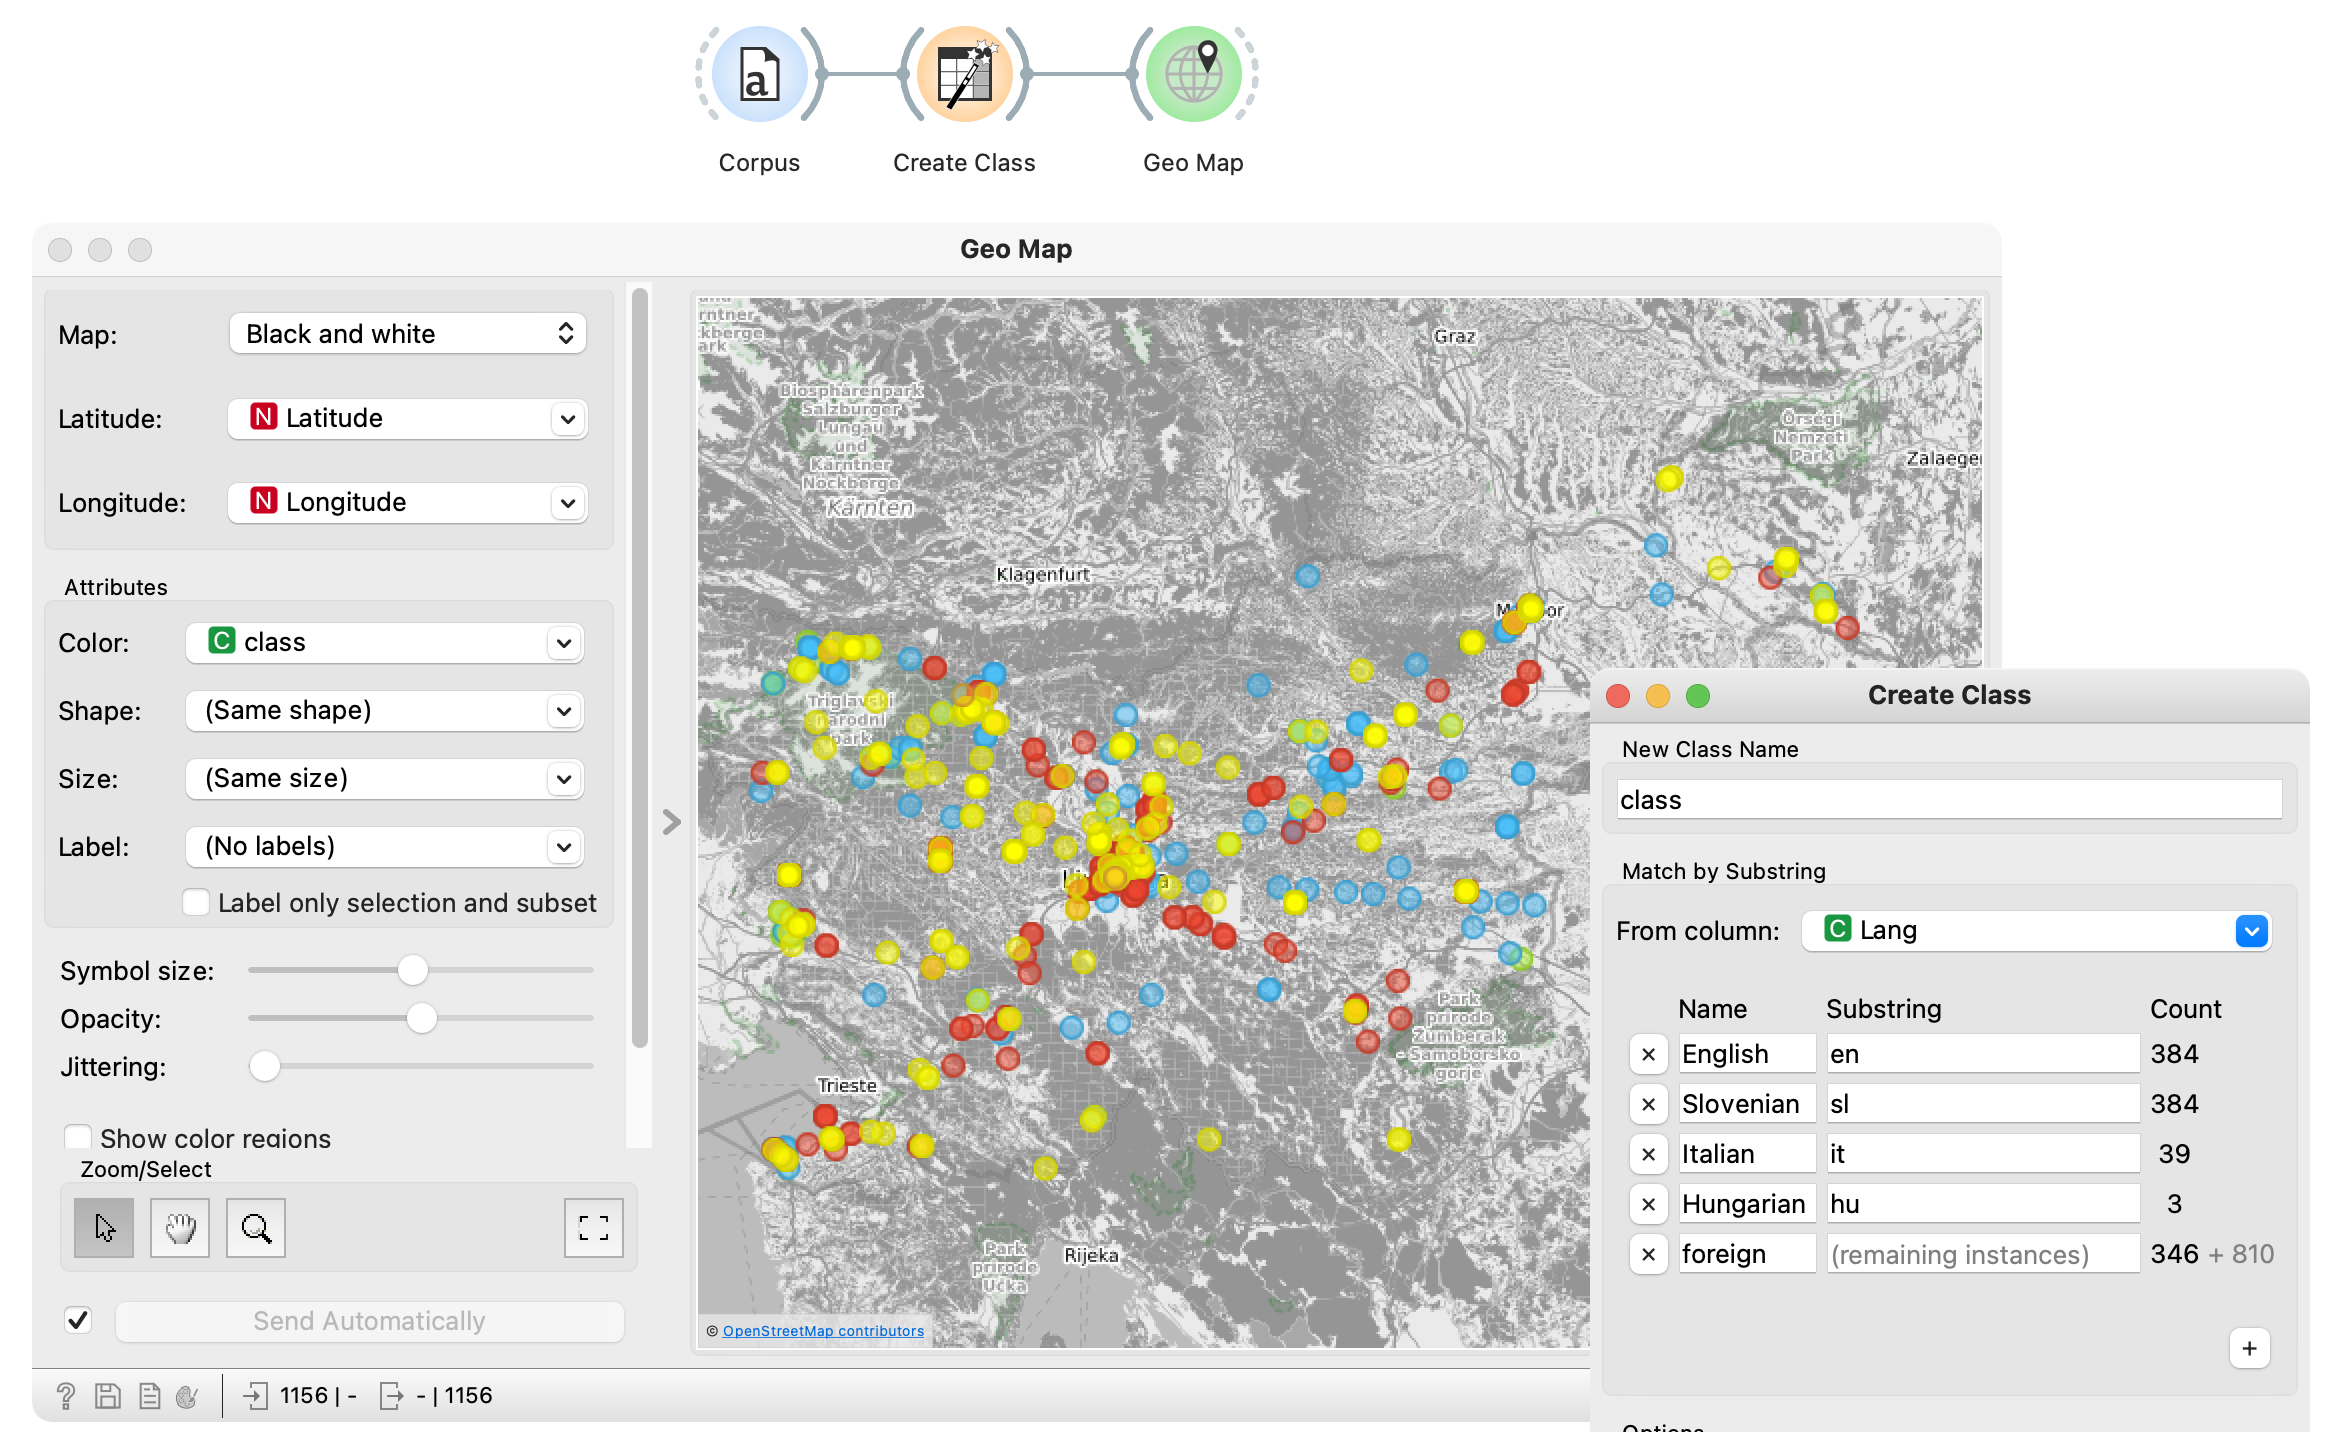 a
Corpus
Create Class
Geo Map
Geo Map
Map:
Black and white
Latitude:
N Latitude
Longitude:
N Longitude
Attributes
Color:
C class
Shape:
(Same shape)
Size:
(Same size)
Label:
(No labels)
Label only selection and subset
Symbol size:
Opacity:
Jittering:
Show color regions
Zoom/Select
Send Automatically
? 1156 | - - | 1156
rntner
kberge
ark
Graz
Biosphärenpark
Salzburger
Lungau
und
Kärntner
Nockberge
Kärnten
Őrségi
Nemzeti
Park
Zalaege
Klagenfurt
Triglavski
narodni
park
Park
prirode
Žumberak
- Samoborsko
gorje
Trieste
Park
prirode
Učka
Rijeka
© OpenStreetMap contributors
Create Class
New Class Name
class
Match by Substring
From column:
C Lang
Name Substring Count
× English en 384
× Slovenian sl 384
× Italian it 39
× Hungarian hu 3
× foreign (remaining instances) 346 + 810
+
Options